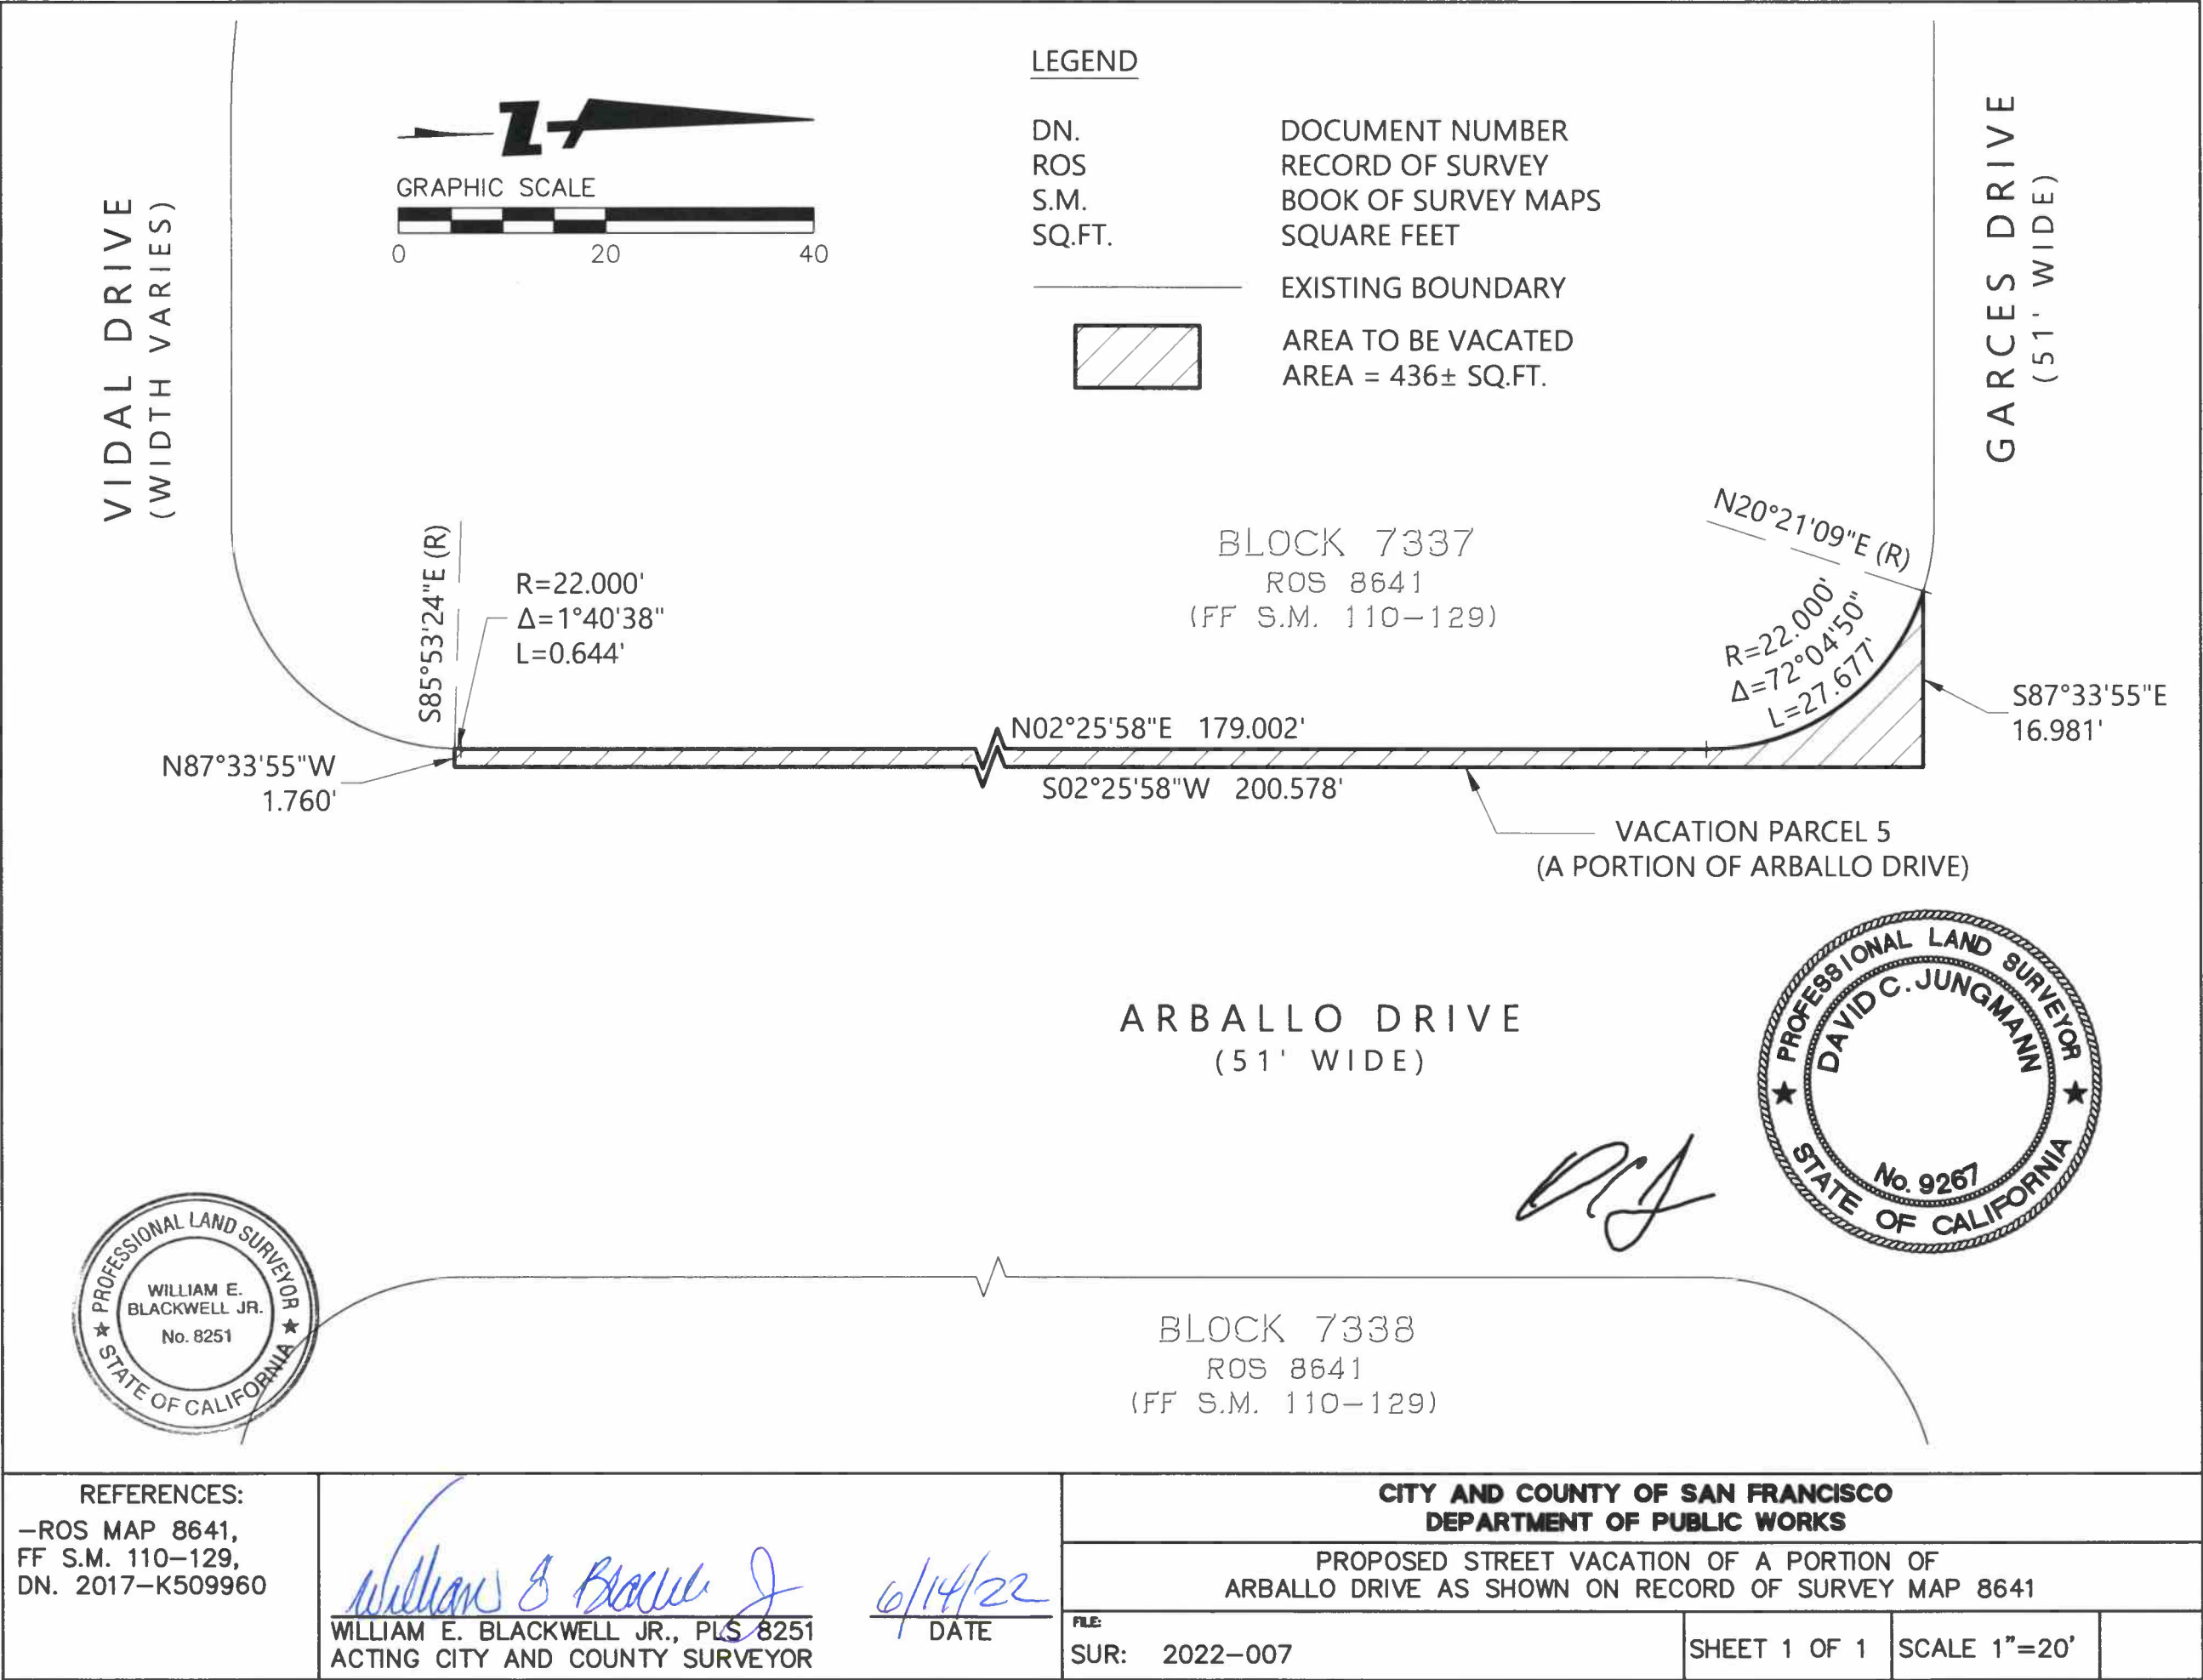 LEGEND
DN. DOCUMENT NUMBER
ROS RECORD OF SURVEY
S.M. BOOK OF SURVEY MAPS
SQ.FT. SQUARE FEET
EXISTING BOUNDARY
AREA TO BE VACATED
AREA = 436± SQ.FT.
Z
GRAPHIC SCALE
0 20 40
VIDAL DRIVE
(WIDTH VARIES)
GARCES DRIVE
(51' WIDE)
S85°53'24"E (R)
R=22.000'
Δ=1°40'38"
L=0.644'
BLOCK 7337
ROS 8641
(FF S.M. 110-129)
N20°21'09"E (R)
R=22.000'
Δ=72°04'50"
L=27.677'
S87°33'55"E
16.981'
N87°33'55"W
1.760'
N02°25'58"E 179.002'
S02°25'58"W 200.578'
VACATION PARCEL 5
(A PORTION OF ARBALLO DRIVE)
ARBALLO DRIVE
(51' WIDE)
PROFESSIONAL LAND SURVEYOR
DAVID C. JUNGMANN
No. 9267
STATE OF CALIFORNIA
PROFESSIONAL LAND SURVEYOR
WILLIAM E.
BLACKWELL JR.
No. 8251
STATE OF CALIFORNIA
BLOCK 7338
ROS 8641
(FF S.M. 110-129)
REFERENCES:
-ROS MAP 8641,
FF S.M. 110-129,
DN. 2017-K509960
6/14/22
WILLIAM E. BLACKWELL JR., PLS 8251
DATE
ACTING CITY AND COUNTY SURVEYOR
CITY AND COUNTY OF SAN FRANCISCO
DEPARTMENT OF PUBLIC WORKS
PROPOSED STREET VACATION OF A PORTION OF
ARBALLO DRIVE AS SHOWN ON RECORD OF SURVEY MAP 8641
FILE:
SUR: 2022-007
SHEET 1 OF 1
SCALE 1"=20'